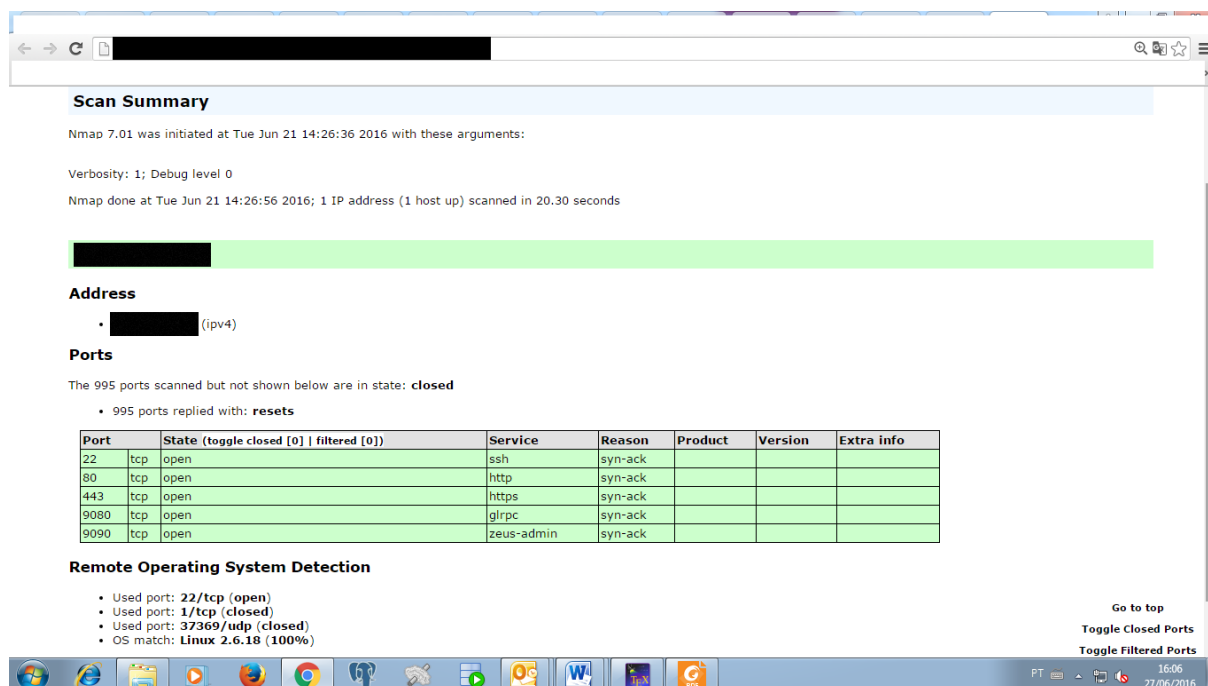 Scan Summary
Nmap 7.01 was initiated at Tue Jun 21 14:26:36 2016 with these arguments:
Verbosity: 1; Debug level 0
Nmap done at Tue Jun 21 14:26:56 2016; 1 IP address (1 host up) scanned in 20.30 seconds
Address
• (ipv4)
Ports
The 995 ports scanned but not shown below are in state: closed
• 995 ports replied with: resets
Port State (toggle closed [0] | filtered [0]) Service Reason Product Version Extra info
22 tcp open ssh syn-ack
80 tcp open http syn-ack
443 tcp open https syn-ack
9080 tcp open glrpc syn-ack
9090 tcp open zeus-admin syn-ack
Remote Operating System Detection
• Used port: 22/tcp (open)
• Used port: 1/tcp (closed)
• Used port: 37369/udp (closed)
• OS match: Linux 2.6.18 (100%)
Go to top
Toggle Closed Ports
Toggle Filtered Ports
PT 16:06
27/06/2016